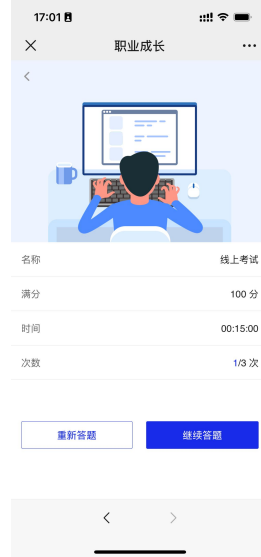 17:01
职业成长
名称 线上考试
满分 100 分
时间 00:15:00
次数 1/3 次
重新答题 继续答题